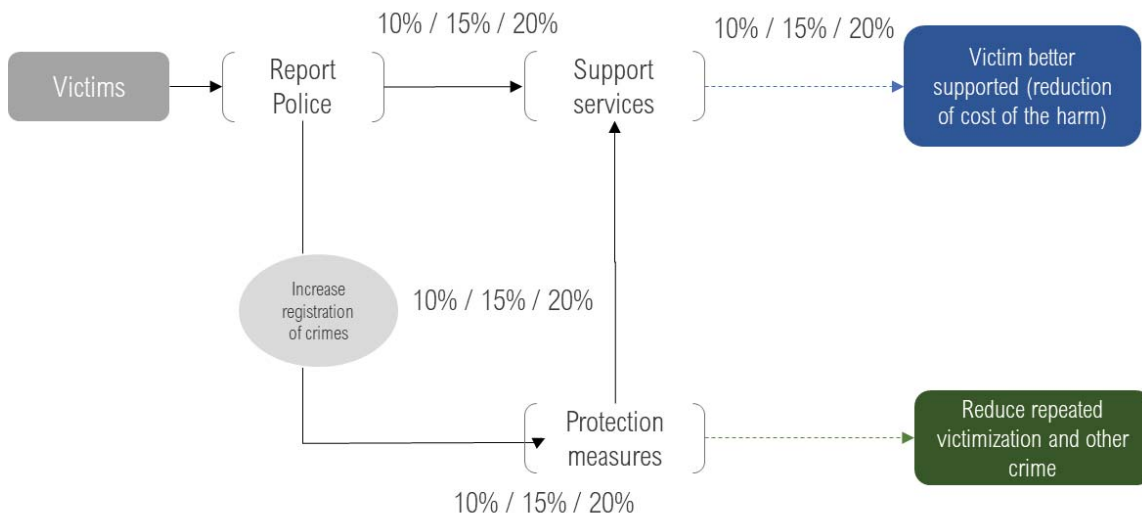 10% / 15% / 20%
10% / 15% / 20%
Victims
Report
Police
Support
services
Victim better
supported (reduction
of cost of the harm)
Increase
registration
of crimes
10% / 15% / 20%
Protection
measures
Reduce repeated
victimization and other
crime
10% / 15% / 20%